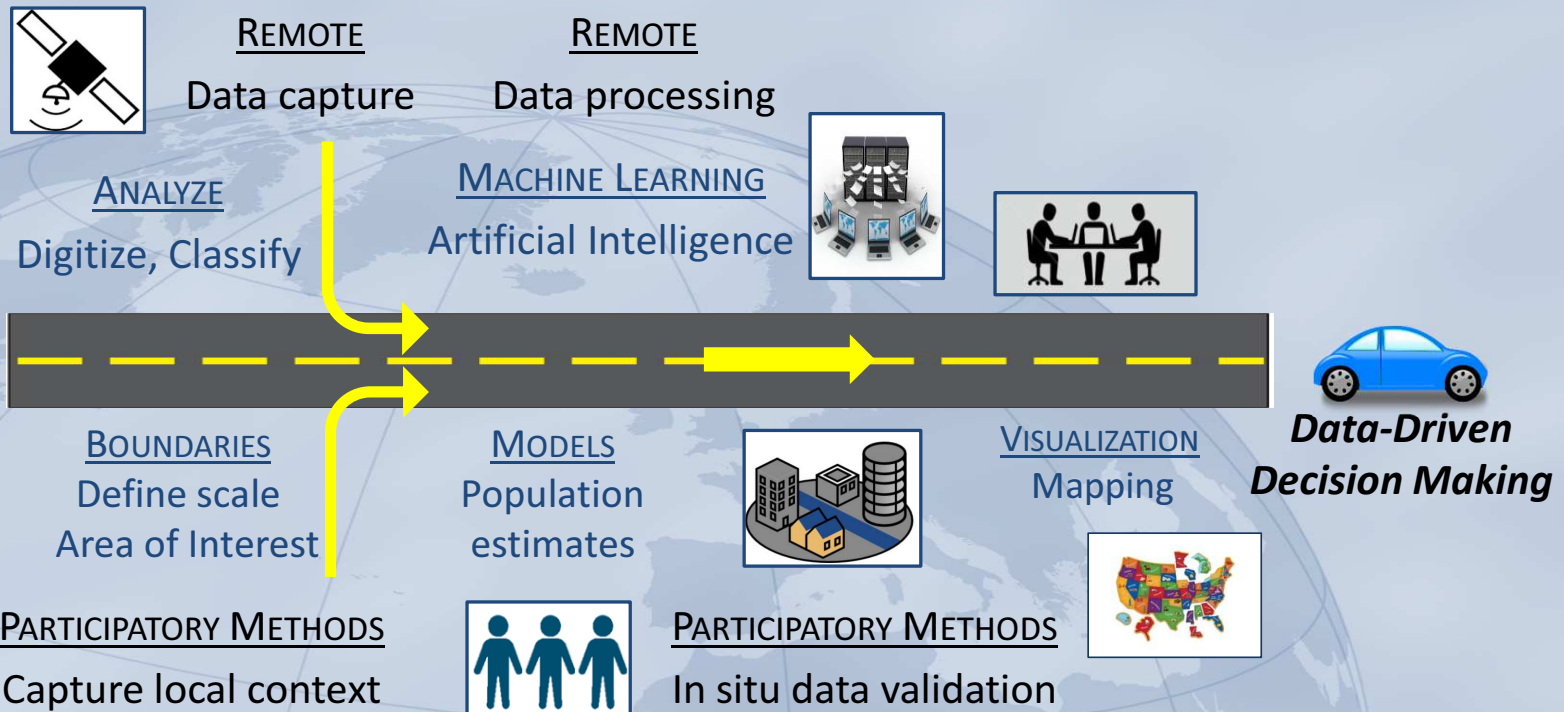 REMOTE
Data capture
REMOTE
Data processing
ANALYZE
Digitize, Classify
MACHINE LEARNING
Artificial Intelligence
BOUNDARIES
Define scale
Area of Interest
MODELS
Population
estimates
VISUALIZATION
Mapping
Data-Driven
Decision Making
PARTICIPATORY METHODS
Capture local context
PARTICIPATORY METHODS
In situ data validation